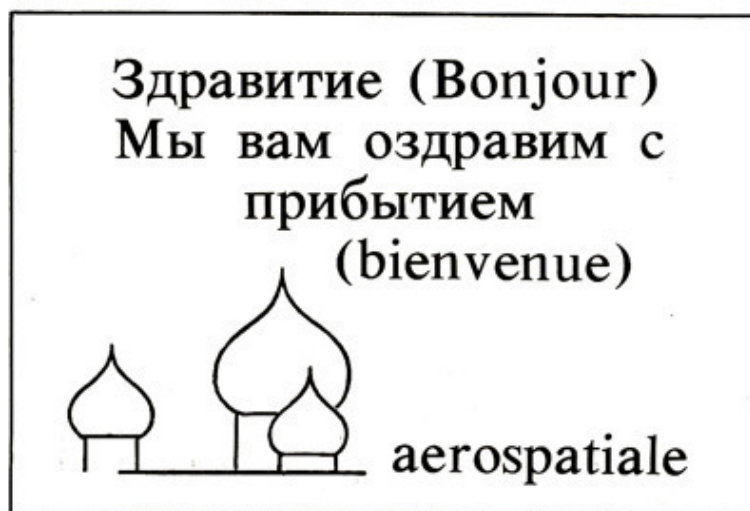 Здравитие (Bonjour)
Мы вам оздравим с
прибытием
(bienvenue)
aerospatiale